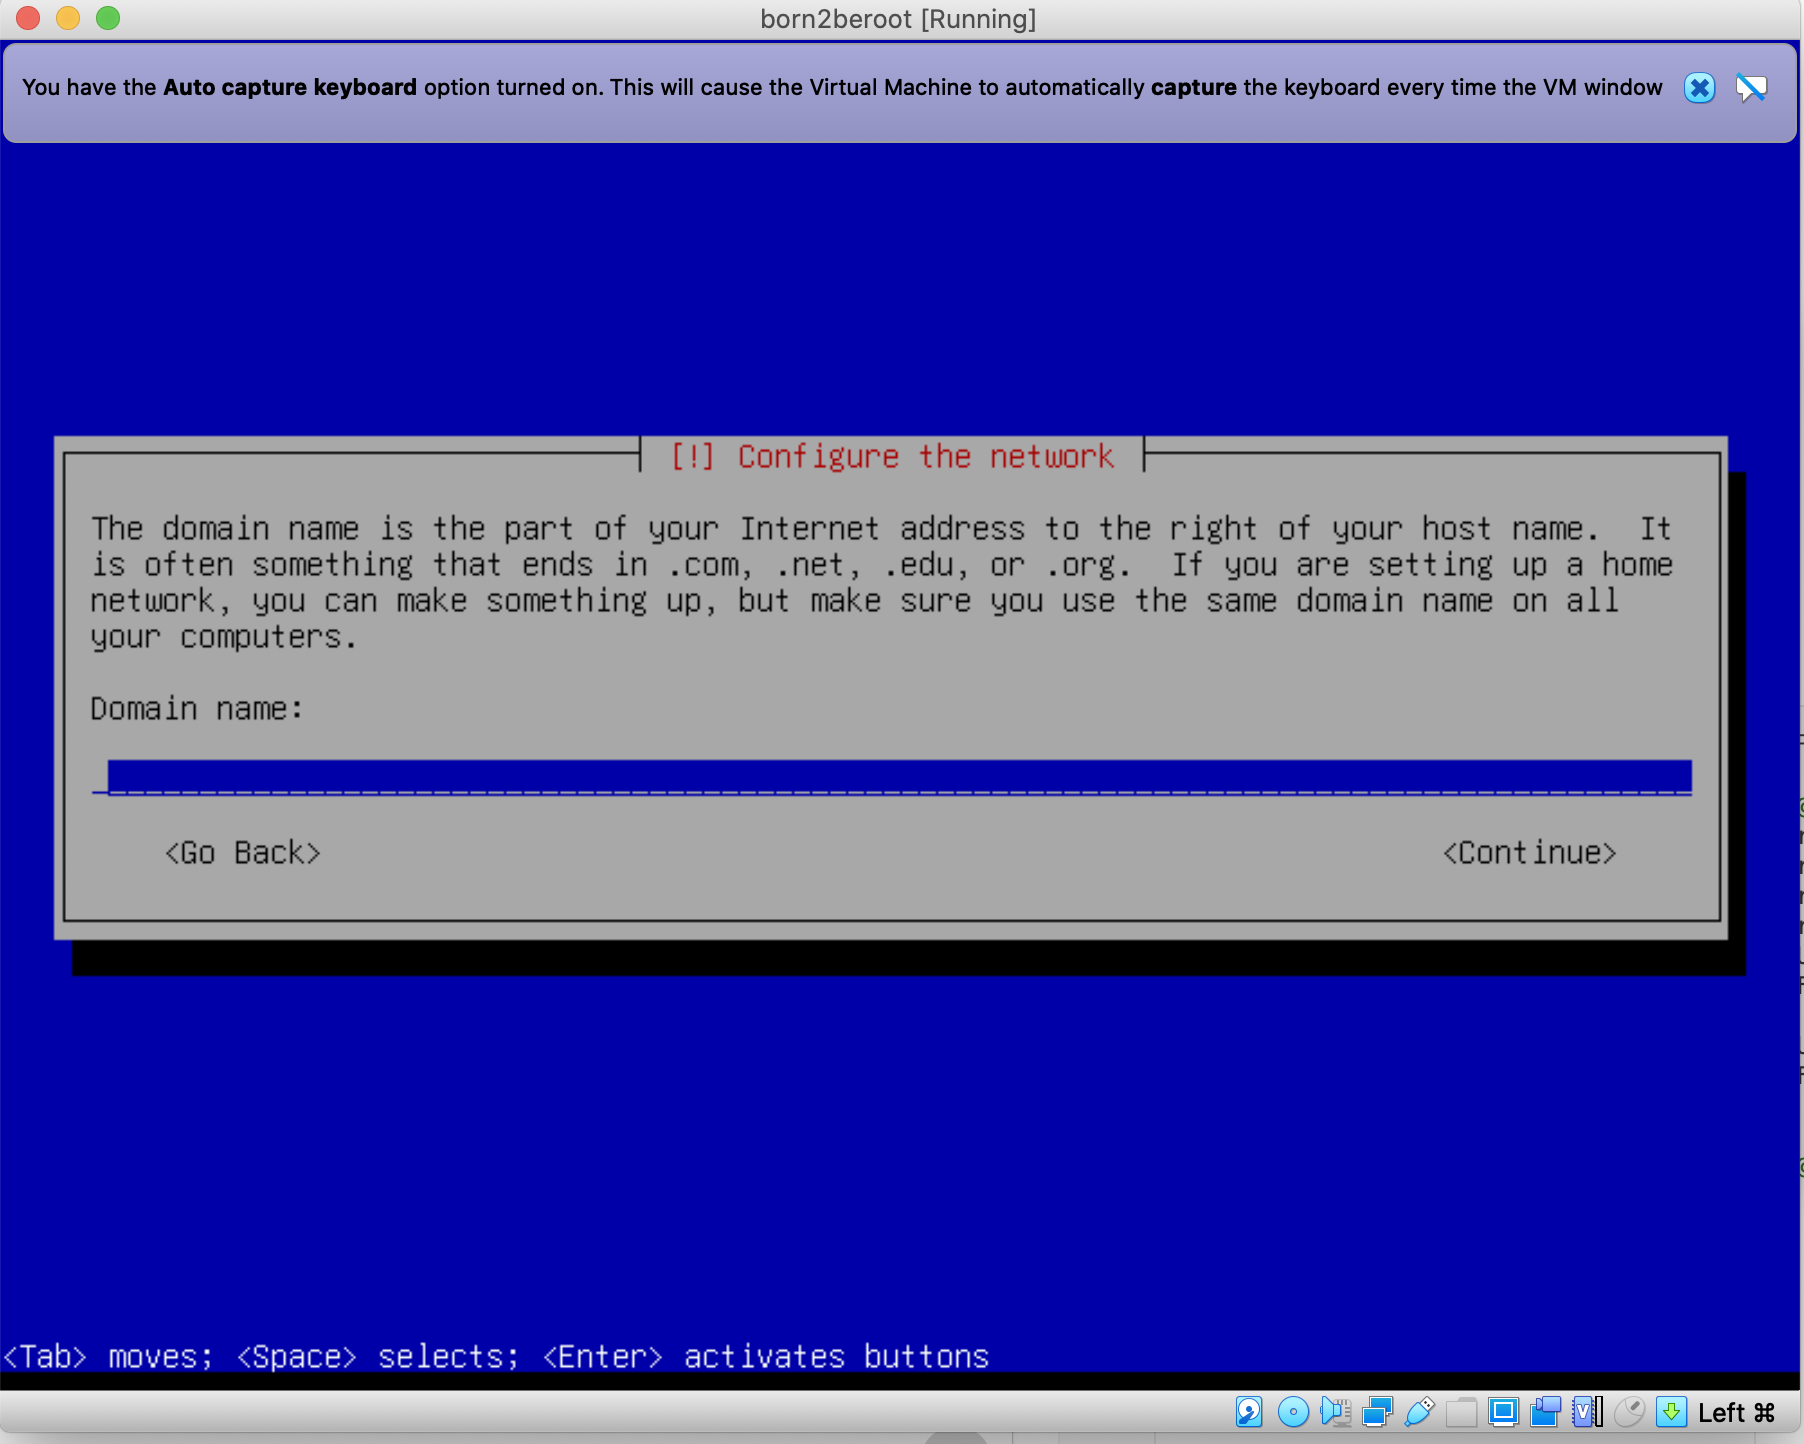 born2beroot [Running]
You have the Auto capture keyboard option turned on. This will cause the Virtual Machine to automatically capture the keyboard every time the VM window
[!] Configure the network
The domain name is the part of your Internet address to the right of your host name.  It
is often something that ends in .com, .net, .edu, or .org.  If you are setting up a home
network, you can make something up, but make sure you use the same domain name on all
your computers.
Domain name:
<Go Back>
<Continue>
<Tab> moves; <Space> selects; <Enter> activates buttons
Left ⌘